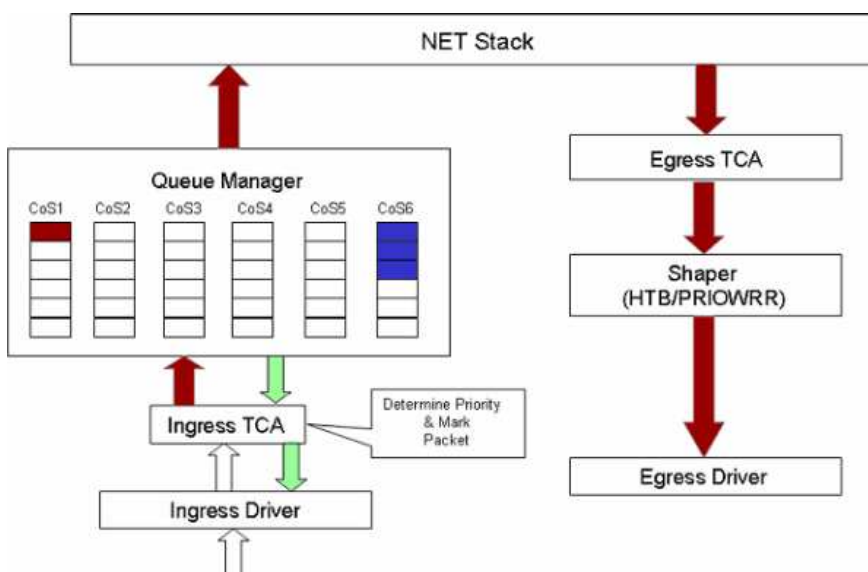 NET Stack
Queue Manager
CoS1 CoS2 CoS3 CoS4 CoS5 CoS6
Egress TCA
Shaper
(HTB/PRIOWRR)
Ingress TCA
Determine Priority
& Mark
Packet
Egress Driver
Ingress Driver